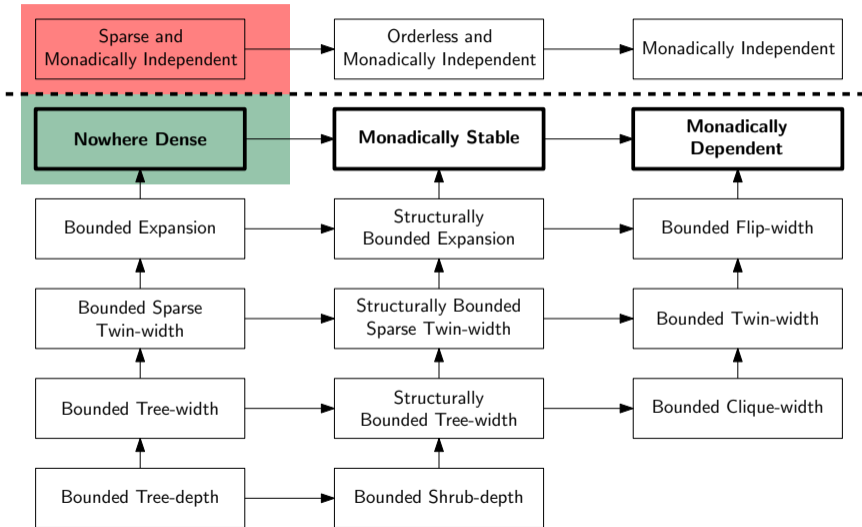 Sparse and
Monadically Independent
Orderless and
Monadically Independent
Monadically Independent
Nowhere Dense
Monadically Stable
Monadically
Dependent
Bounded Expansion
Structurally
Bounded Expansion
Bounded Flip-width
Bounded Sparse
Twin-width
Structurally Bounded
Sparse Twin-width
Bounded Twin-width
Bounded Tree-width
Structurally
Bounded Tree-width
Bounded Clique-width
Bounded Tree-depth
Bounded Shrub-depth